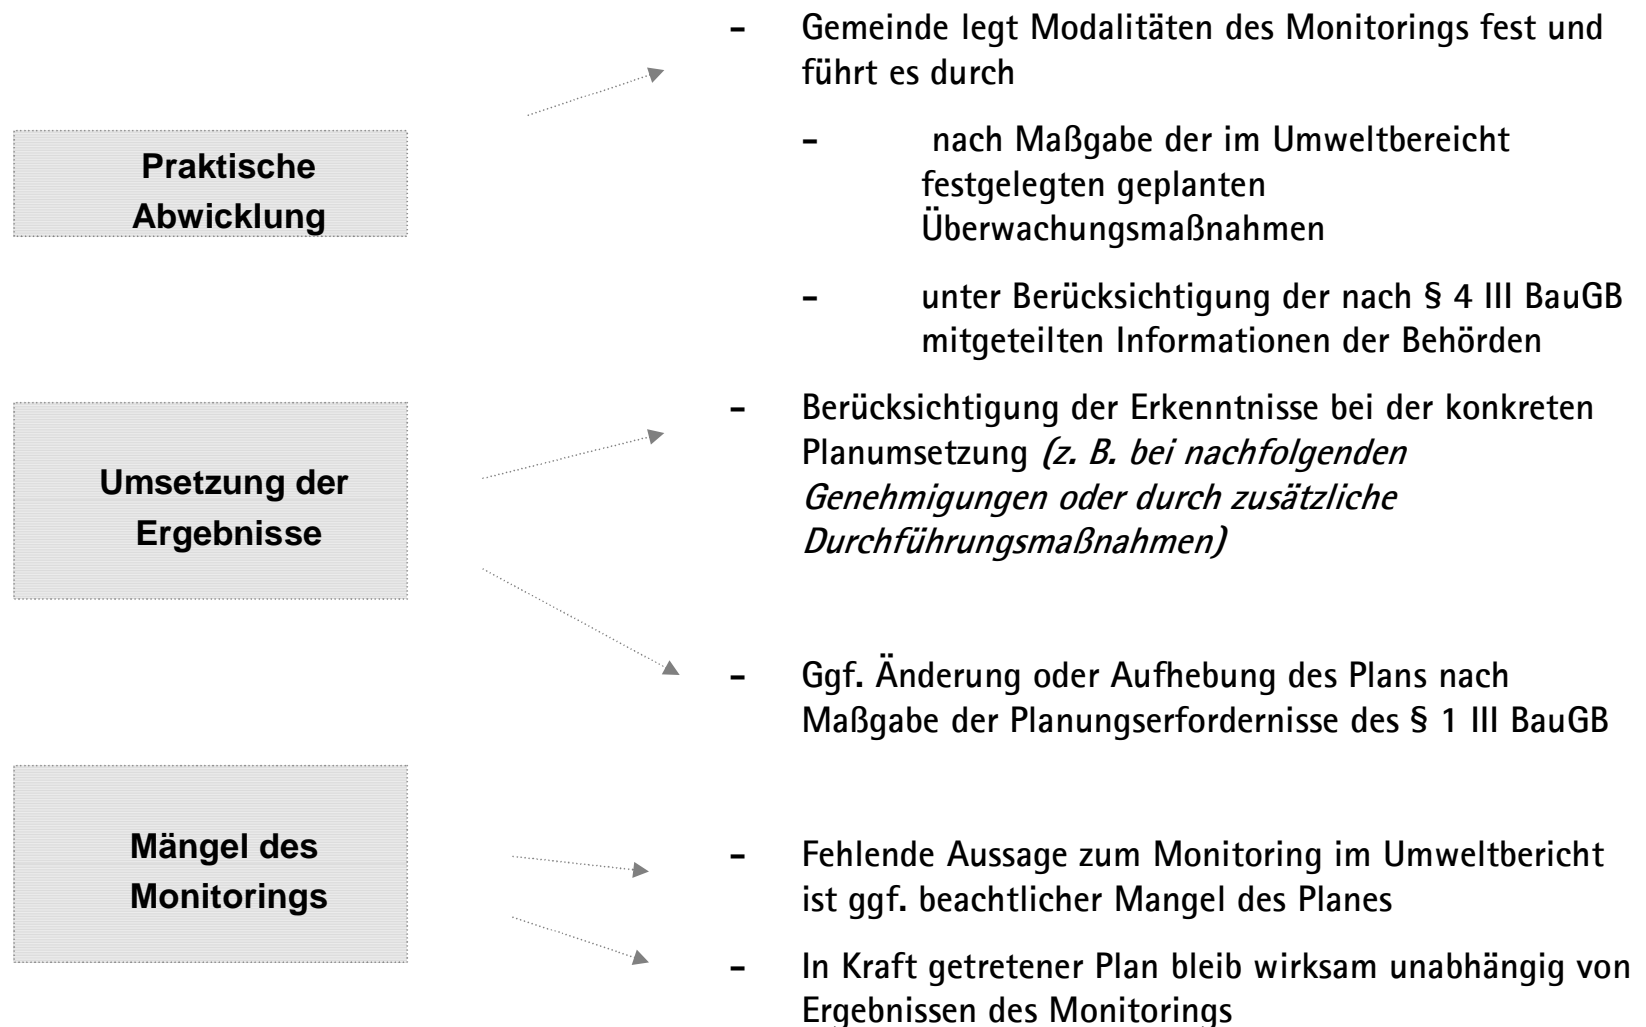 - Gemeinde legt Modalitäten des Monitorings fest und
führt es durch
Praktische
Abwicklung
- nach Maßgabe der im Umweltbereicht
festgelegten geplanten
Überwachungsmaßnahmen
- unter Berücksichtigung der nach § 4 III BauGB
mitgeteilten Informationen der Behörden
Umsetzung der
Ergebnisse
- Berücksichtigung der Erkenntnisse bei der konkreten
Planumsetzung (z. B. bei nachfolgenden
Genehmigungen oder durch zusätzliche
Durchführungsmaßnahmen)
- Ggf. Änderung oder Aufhebung des Plans nach
Maßgabe der Planungserfordernisse des § 1 III BauGB
Mängel des
Monitorings
- Fehlende Aussage zum Monitoring im Umweltbericht
ist ggf. beachtlicher Mangel des Planes
- In Kraft getretener Plan bleib wirksam unabhängig von
Ergebnissen des Monitorings